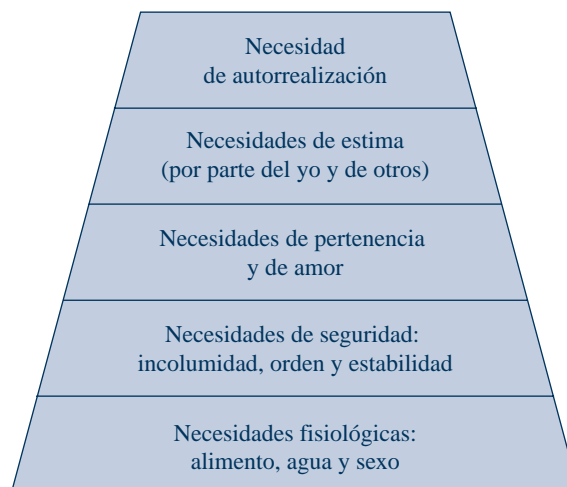 Necesidad
de autorrealización
Necesidades de estima
(por parte del yo y de otros)
Necesidades de pertenencia
y de amor
Necesidades de seguridad:
incolumidad, orden y estabilidad
Necesidades fisiológicas:
alimento, agua y sexo